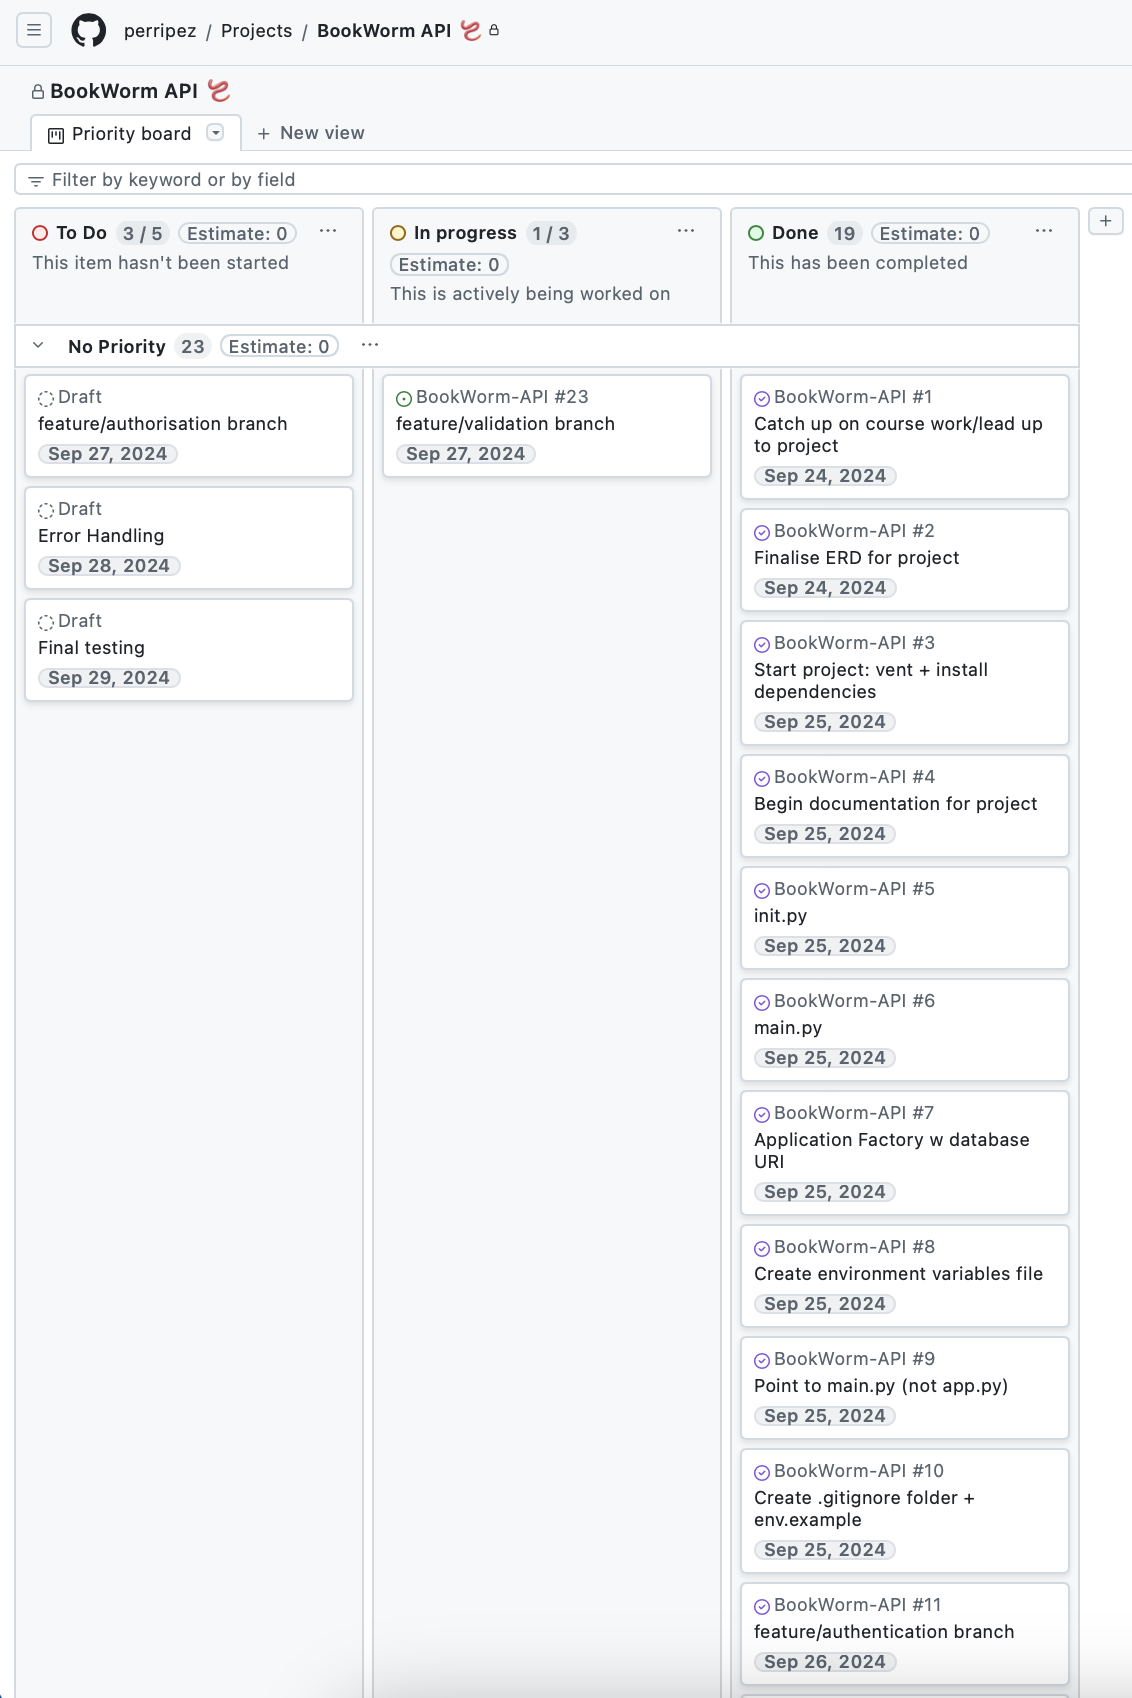 perripez / Projects / BookWorm API
BookWorm API
Priority board
New view
Filter by keyword or by field
To Do 3 / 5 Estimate: 0
This item hasn't been started
In progress 1 / 3
Estimate: 0
This is actively being worked on
Done 19 Estimate: 0
This has been completed
No Priority 23 Estimate: 0
Draft
feature/authorisation branch
Sep 27, 2024
Draft
Error Handling
Sep 28, 2024
Draft
Final testing
Sep 29, 2024
BookWorm-API #23
feature/validation branch
Sep 27, 2024
BookWorm-API #1
Catch up on course work/lead up
to project
Sep 24, 2024
BookWorm-API #2
Finalise ERD for project
Sep 24, 2024
BookWorm-API #3
Start project: vent + install
dependencies
Sep 25, 2024
BookWorm-API #4
Begin documentation for project
Sep 25, 2024
BookWorm-API #5
init.py
Sep 25, 2024
BookWorm-API #6
main.py
Sep 25, 2024
BookWorm-API #7
Application Factory w database
URI
Sep 25, 2024
BookWorm-API #8
Create environment variables file
Sep 25, 2024
BookWorm-API #9
Point to main.py (not app.py)
Sep 25, 2024
BookWorm-API #10
Create .gitignore folder +
env.example
Sep 25, 2024
BookWorm-API #11
feature/authentication branch
Sep 26, 2024